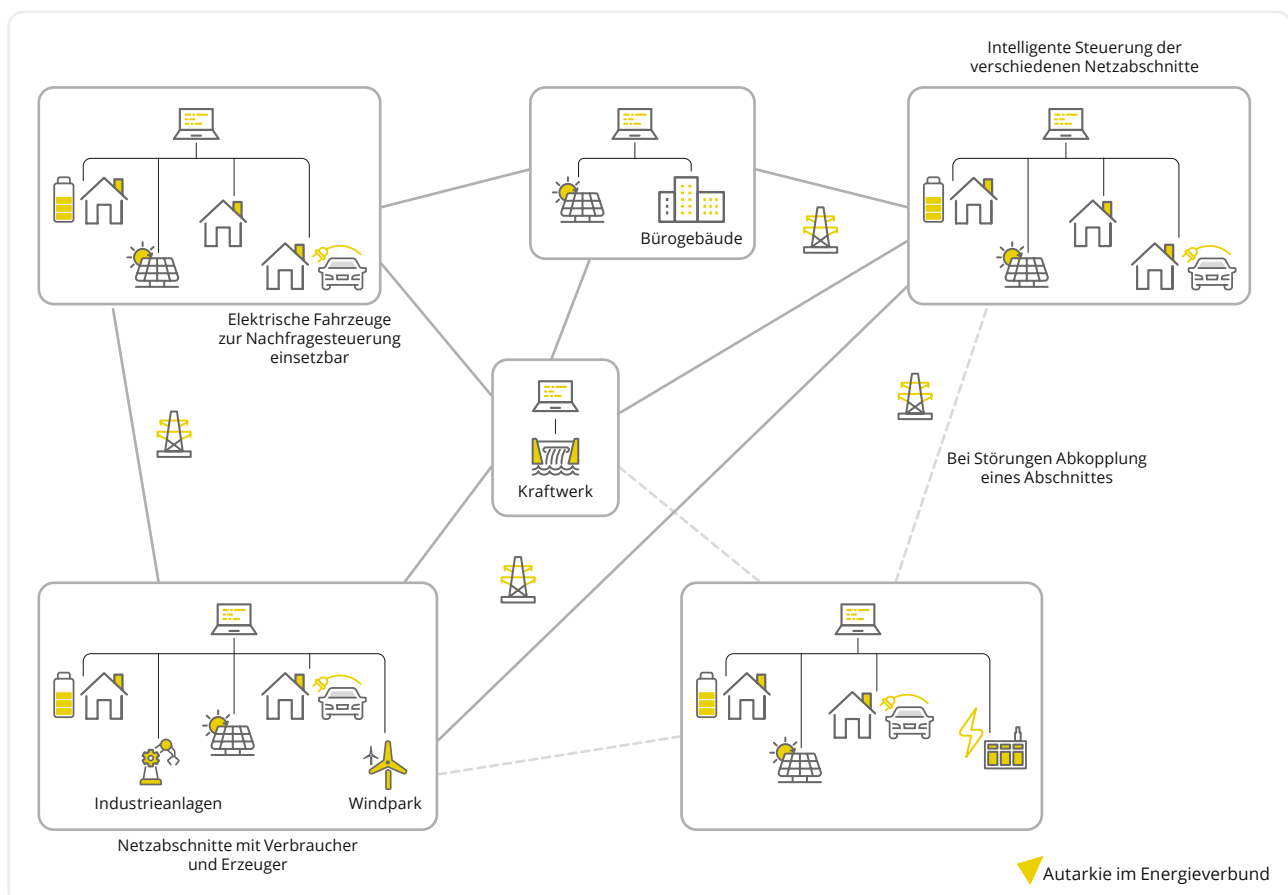 Intelligente Steuerung der
verschiedenen Netzabschnitte
Bürogebäude
Elektrische Fahrzeuge
zur Nachfragesteuerung
einsetzbar
Bei Störungen Abkopplung
eines Abschnittes
Kraftwerk
Industrieanlagen
Windpark
Netzabschnitte mit Verbraucher
und Erzeuger
Autarkie im Energieverbund